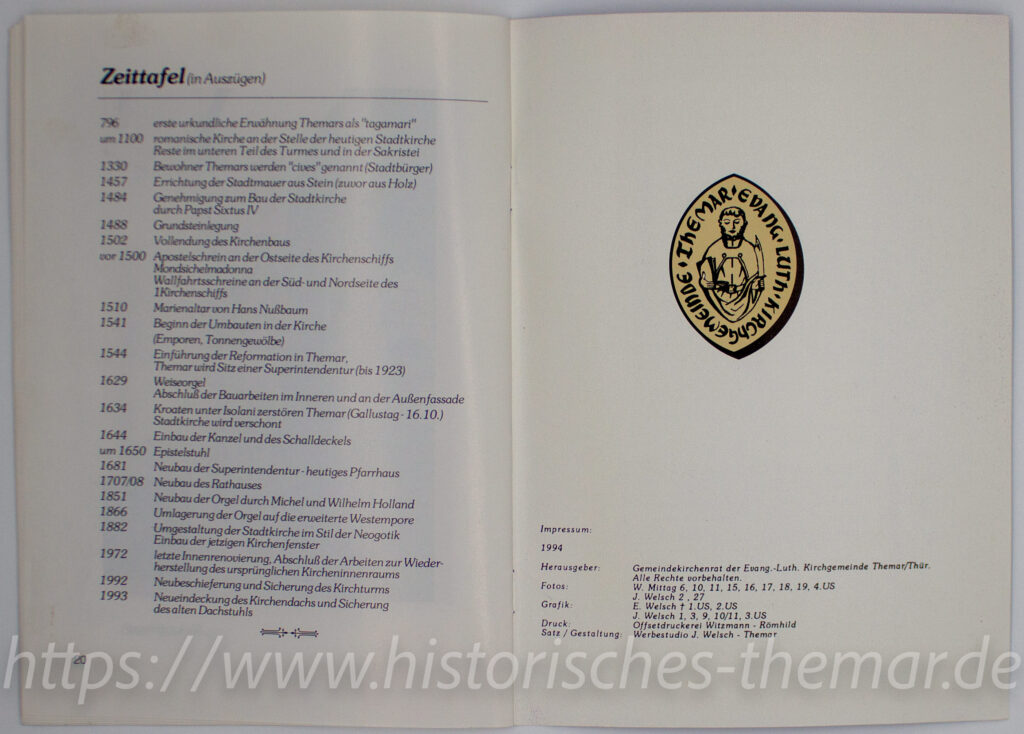 Zeittafel (in Auszügen)
796 erste urkundliche Erwähnung Themars als "tagamari"
um 1100 romanische Kirche an der Stelle der heutigen Stadtkirche
Reste im unteren Teil des Turmes und in der Sakristei
1330 Bewohner Themars werden "cives" genannt (Stadtbürger)
1457 Errichtung der Stadtmauer aus Stein (zuvor aus Holz)
1484 Genehmigung zum Bau der Stadtkirche
durch Papst Sixtus IV
1488 Grundsteinlegung
1502 Vollendung des Kirchenbaus
vor 1500 Apostelschrein an der Ostseite des Kirchenschiffs
Mondsichelmadonna
Wallfahrtsschreine an der Süd- und Nordseite des
1Kirchenschiffs
1510 Marienaltar von Hans Nußbaum
1541 Beginn der Umbauten in der Kirche
(Emporen, Tonnengewölbe)
1544 Einführung der Reformation in Themar,
Themar wird Sitz einer Superintendentur (bis 1923)
1629 Weiseorgel
Abschluß der Bauarbeiten im Inneren und an der Außenfassade
1634 Kroaten unter Isolani zerstören Themar (Gallustag - 16.10.)
Stadtkirche wird verschont
1644 Einbau der Kanzel und des Schalldeckels
um 1650 Epistelstuhl
1681 Neubau der Superintendentur - heutiges Pfarrhaus
1707/08 Neubau des Rathauses
1851 Neubau der Orgel durch Michel und Wilhelm Holland
1866 Umlagerung der Orgel auf die erweiterte Westempore
1882 Umgestaltung der Stadtkirche im Stil der Neogotik
Einbau der jetzigen Kirchenfenster
1972 letzte Innenrenovierung, Abschluß der Arbeiten zur Wieder-
herstellung des ursprünglichen Kircheninnenraums
1992 Neubeschieferung und Sicherung des Kirchturms
1993 Neueindeckung des Kirchendachs und Sicherung
des alten Dachstuhls
20
THEMAR · EVANG. · LUTH. KIRCHGEMEINDE
Impressum:
1994
Herausgeber: Gemeindekirchenrat der Evang.-Luth. Kirchgemeinde Themar/Thür.
Alle Rechte vorbehalten.
Fotos: W. Mittag 6, 10, 11, 15, 16, 17, 18, 19, 4.US
J. Welsch 2 , 27
Grafik: E. Welsch † 1.US, 2.US
J. Welsch 1, 3, 9, 10/11, 3.US
Druck: Offsetdruckerei Witzmann - Römhild
Satz / Gestaltung: Werbestudio J. Welsch - Themar
https://www.historisches-themar.de